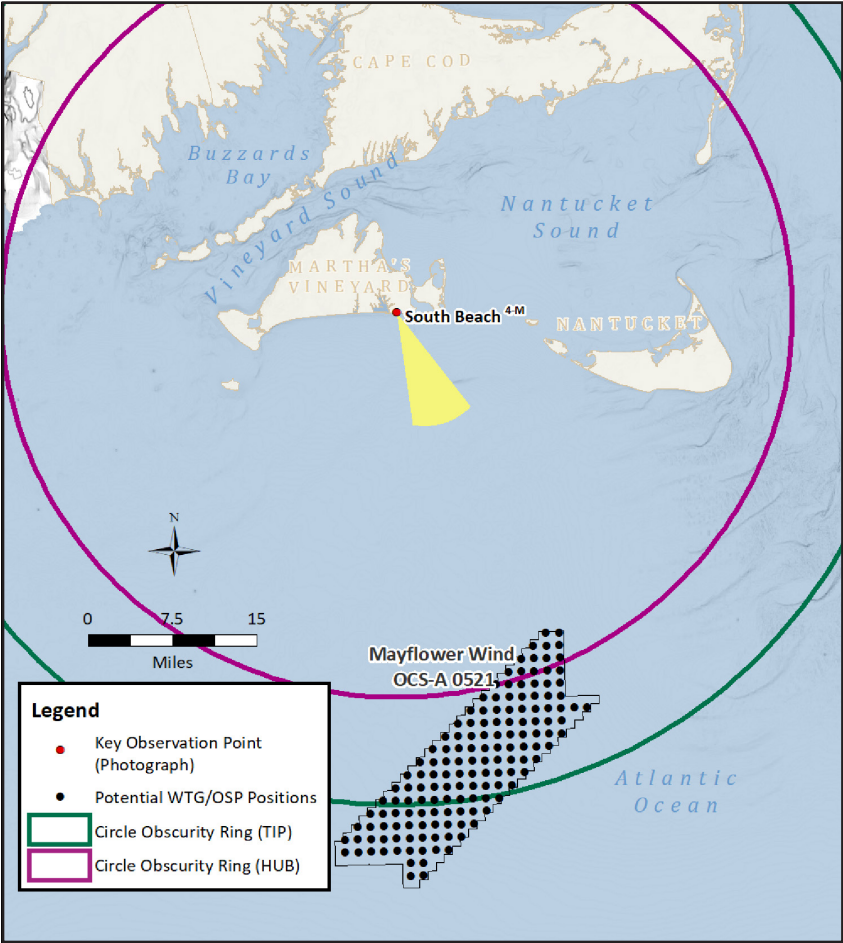 CAPE COD
Buzzards
Bay
Vineyard Sound
Nantucket
Sound
MARTHA'S
VINEYARD
South Beach 4-M
NANTUCKET
N
0 7.5 15
Miles
Mayflower Wind
OCS-A 0521
Legend
Key Observation Point
(Photograph)
Potential WTG/OSP Positions
Circle Obscurity Ring (TIP)
Circle Obscurity Ring (HUB)
Atlantic
Ocean